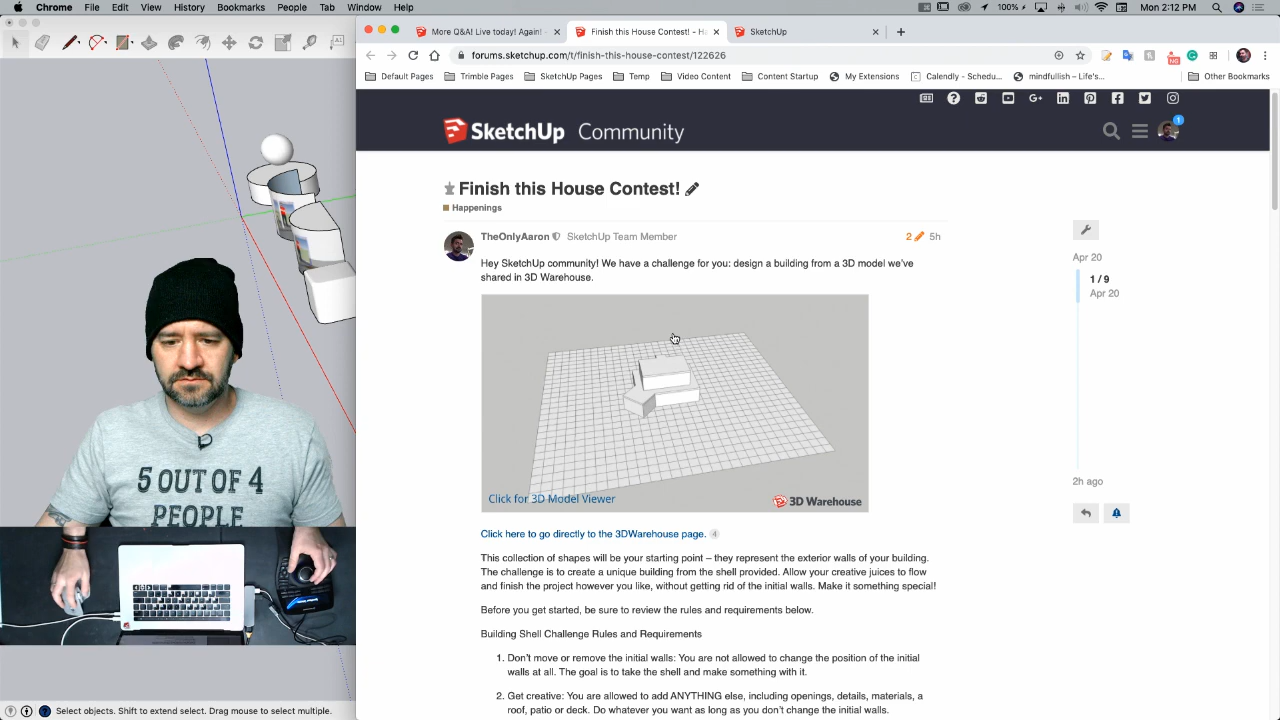 Chrome File Edit View History Bookmarks People Tab Window Help 100% Mon 2:12 PM
More Q&A! Live today! Again! - × Finish this House Contest! - Ha × SketchUp × +
forums.sketchup.com/t/finish-this-house-contest/122626
Default Pages Trimble Pages SketchUp Pages Temp Video Content Content Startup My Extensions Calendly - Schedu... mindfullish – Life's... Other Bookmarks
SketchUp Community
1
Finish this House Contest!
Happenings
TheOnlyAaron SketchUp Team Member 2 5h
Hey SketchUp community! We have a challenge for you: design a building from a 3D model we've
shared in 3D Warehouse.
Click for 3D Model Viewer
3D Warehouse
Click here to go directly to the 3DWarehouse page. 4
This collection of shapes will be your starting point – they represent the exterior walls of your building.
The challenge is to create a unique building from the shell provided. Allow your creative juices to flow
and finish the project however you like, without getting rid of the initial walls. Make it something special!
Before you get started, be sure to review the rules and requirements below.
Building Shell Challenge Rules and Requirements
1. Don't move or remove the initial walls: You are not allowed to change the position of the initial
walls at all. The goal is to take the shell and make something with it.
2. Get creative: You are allowed to add ANYTHING else, including openings, details, materials, a
roof, patio or deck. Do whatever you want as long as you don't change the initial walls.
Apr 20
1 / 9
Apr 20
2h ago
5 OUT OF 4
PEOPLE
Select objects. Shift to extend select. Drag mouse to select multiple.